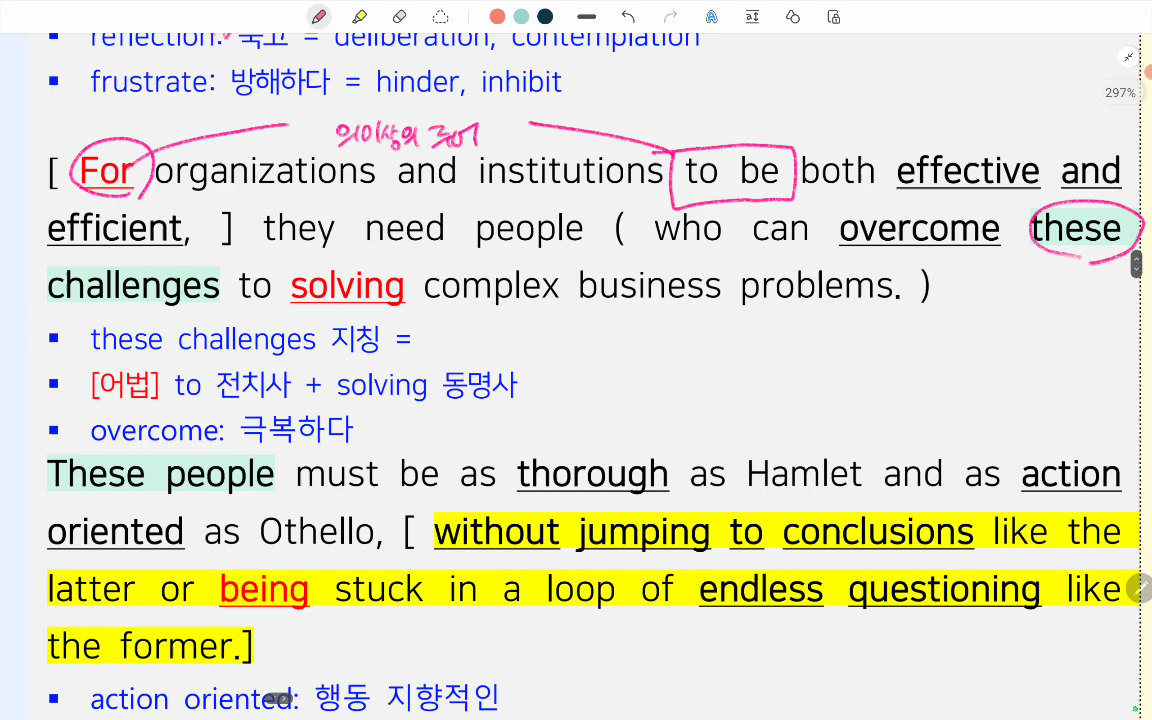 reflection: 숙고 = deliberation, contemplation
297%
frustrate: 방해하다 = hinder, inhibit
의미상의 주어
[ For organizations and institutions to be both effective and
efficient, ] they need people ( who can overcome these
challenges to solving complex business problems. )
these challenges 지칭 =
[어법] to 전치사 + solving 동명사
overcome: 극복하다
These people must be as thorough as Hamlet and as action
oriented as Othello, [ without jumping to conclusions like the
latter or being stuck in a loop of endless questioning like
the former.]
action oriented: 행동 지향적인